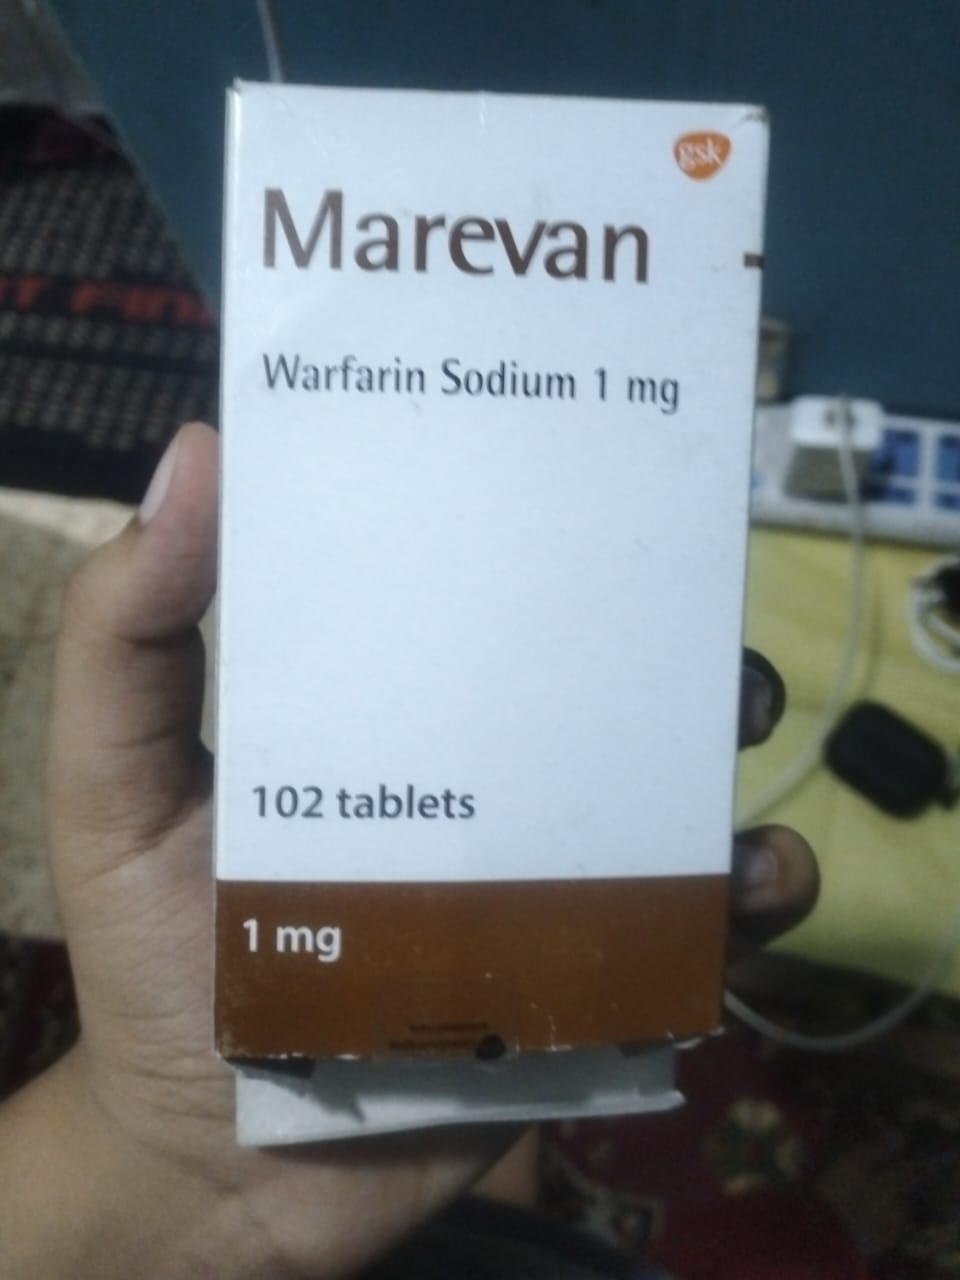 gsk
Marevan
Warfarin Sodium 1 mg
102 tablets
1 mg